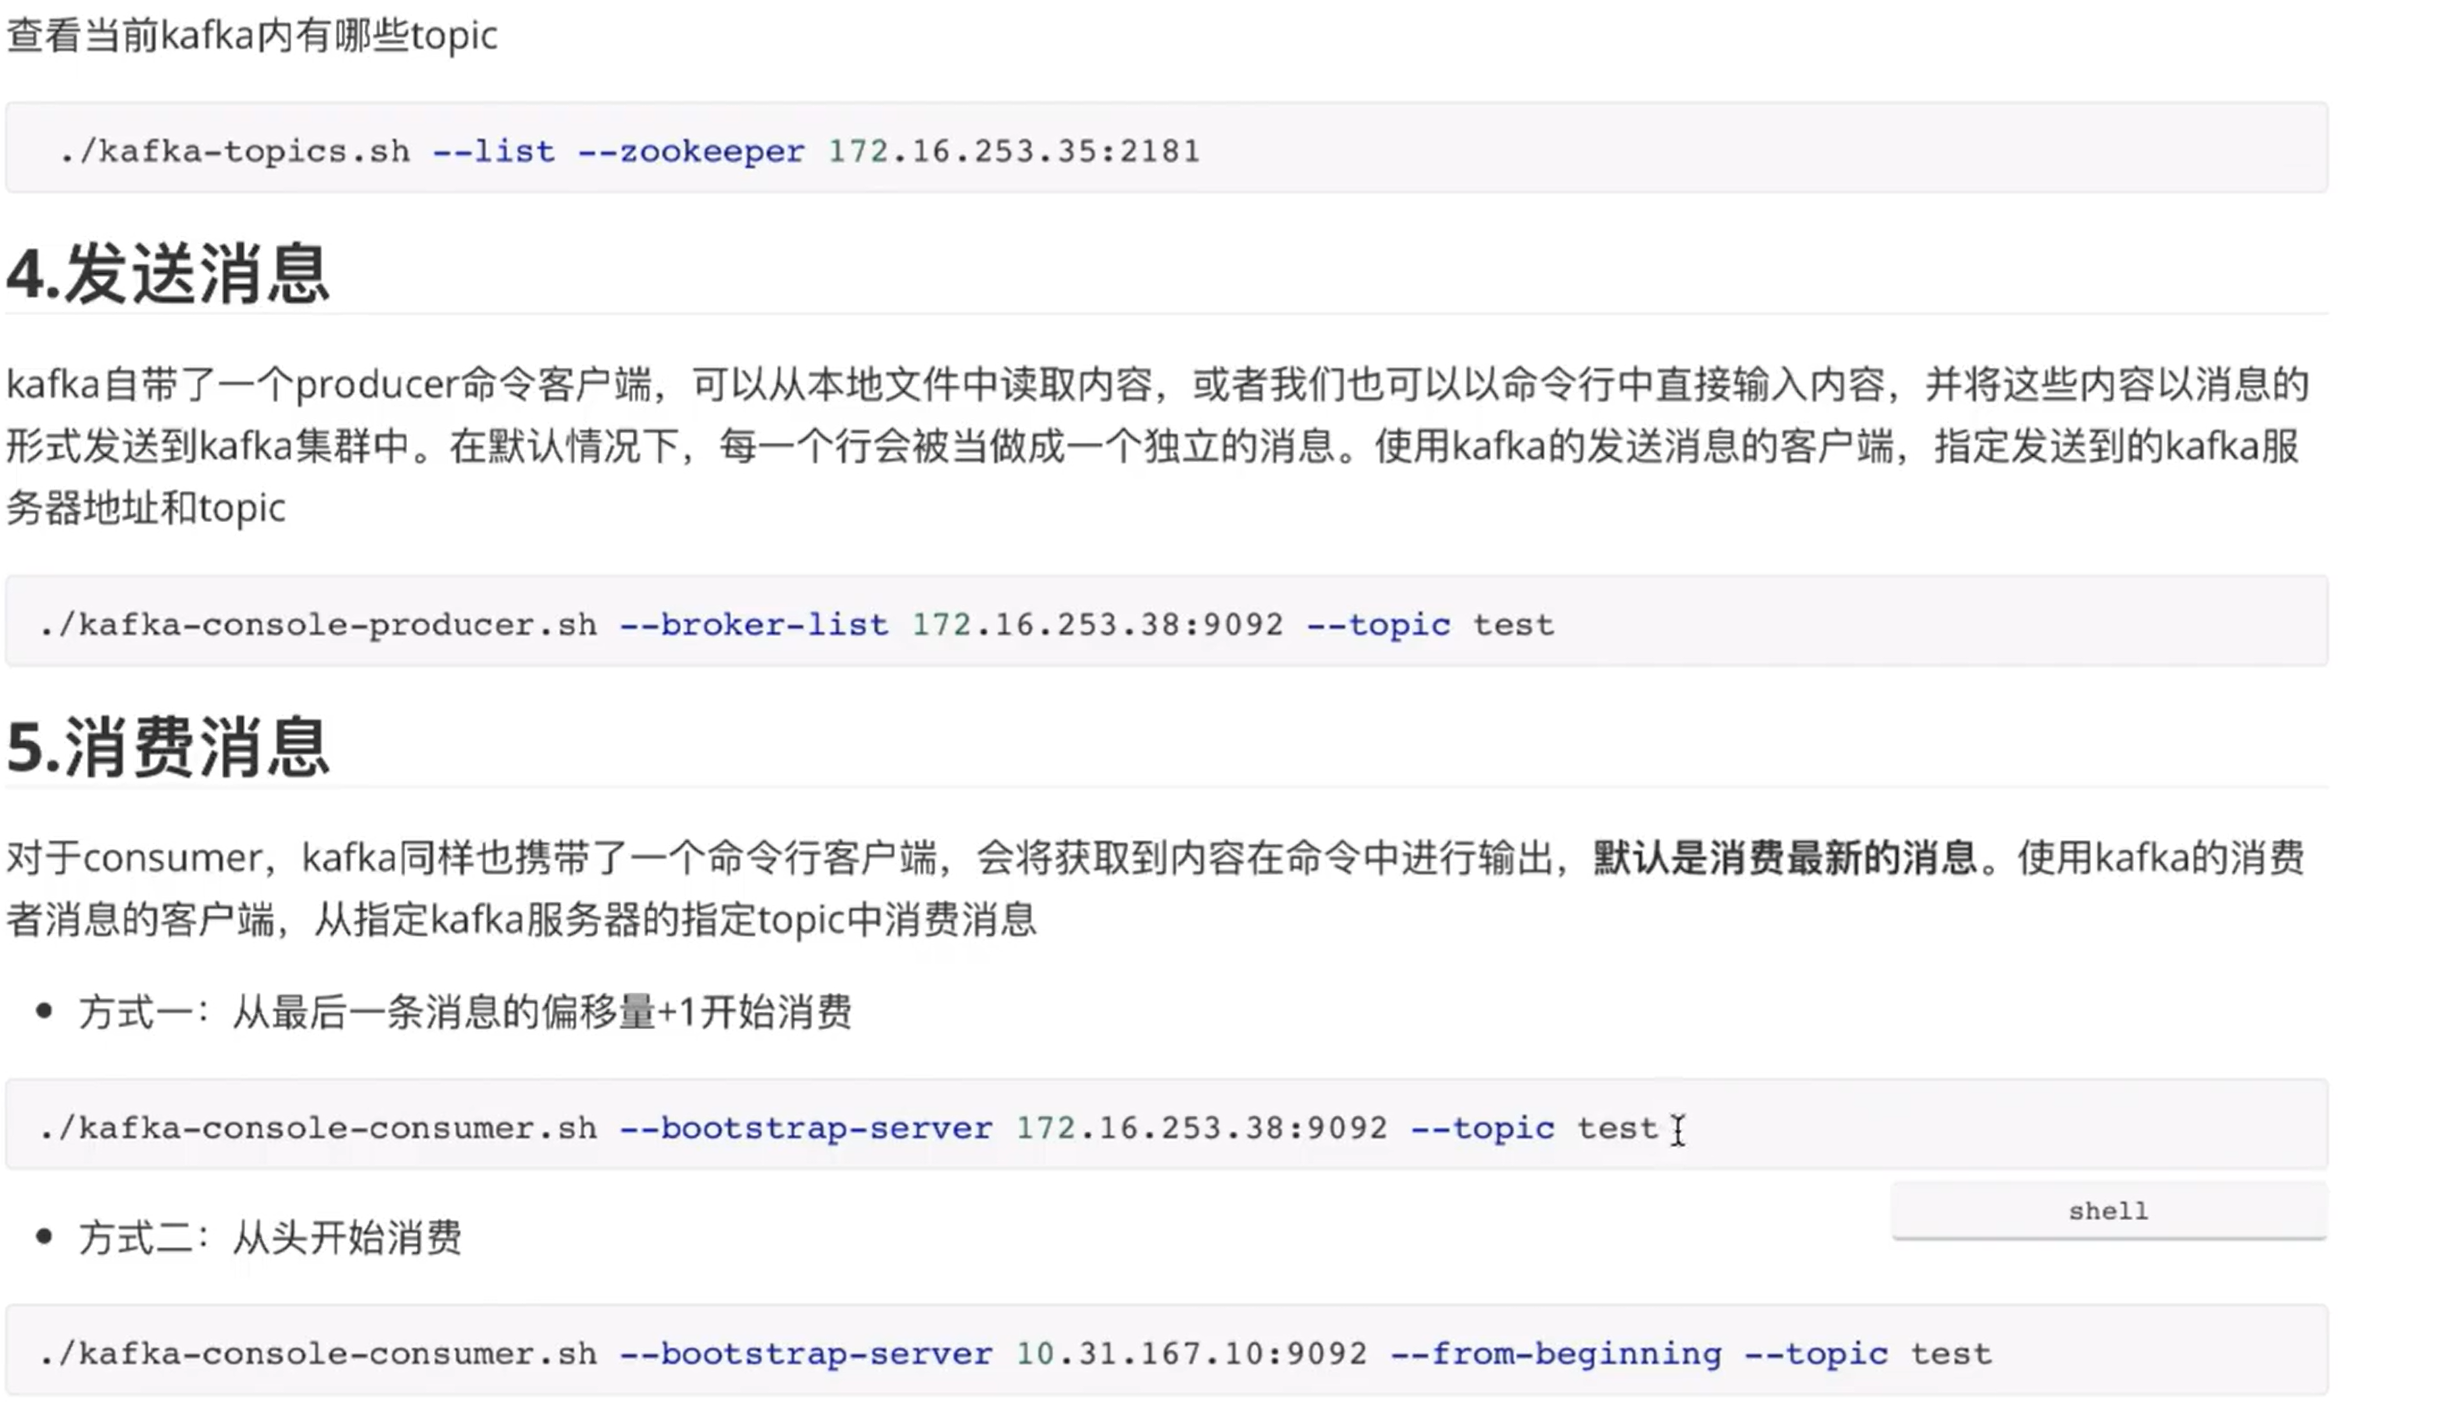 查看当前kafka内有哪些topic
./kafka-topics.sh --list --zookeeper 172.16.253.35:2181
4.发送消息
kafka自带了一个producer命令客户端，可以从本地文件中读取内容，或者我们也可以以命令行中直接输入内容，并将这些内容以消息的
形式发送到kafka集群中。在默认情况下，每一个行会被当做成一个独立的消息。使用kafka的发送消息的客户端，指定发送到的kafka服
务器地址和topic
./kafka-console-producer.sh --broker-list 172.16.253.38:9092 --topic test
5.消费消息
对于consumer，kafka同样也携带了一个命令行客户端，会将获取到内容在命令中进行输出，默认是消费最新的消息。使用kafka的消费
者消息的客户端，从指定kafka服务器的指定topic中消费消息
• 方式一：从最后一条消息的偏移量+1开始消费
./kafka-console-consumer.sh --bootstrap-server 172.16.253.38:9092 --topic test
shell
• 方式二：从头开始消费
./kafka-console-consumer.sh --bootstrap-server 10.31.167.10:9092 --from-beginning --topic test